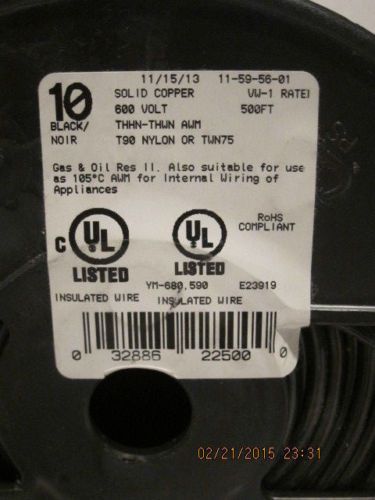 11/15/13 11-59-56-01
10 SOLID COPPER VW-1 RATE
600 VOLT 500FT
BLACK/ THHN-THWN AWM
NOIR T90 NYLON OR TWN75
Gas & Oil Res II. Also suitable for use
as 105°C AWM for Internal Wiring of
Appliances
C UL LISTED
UL LISTED
RoHS
COMPLIANT
YM-680,590 E23919
INSULATED WIRE INSULATED WIRE
0 32886 22500 0
02/21/2015 23:31